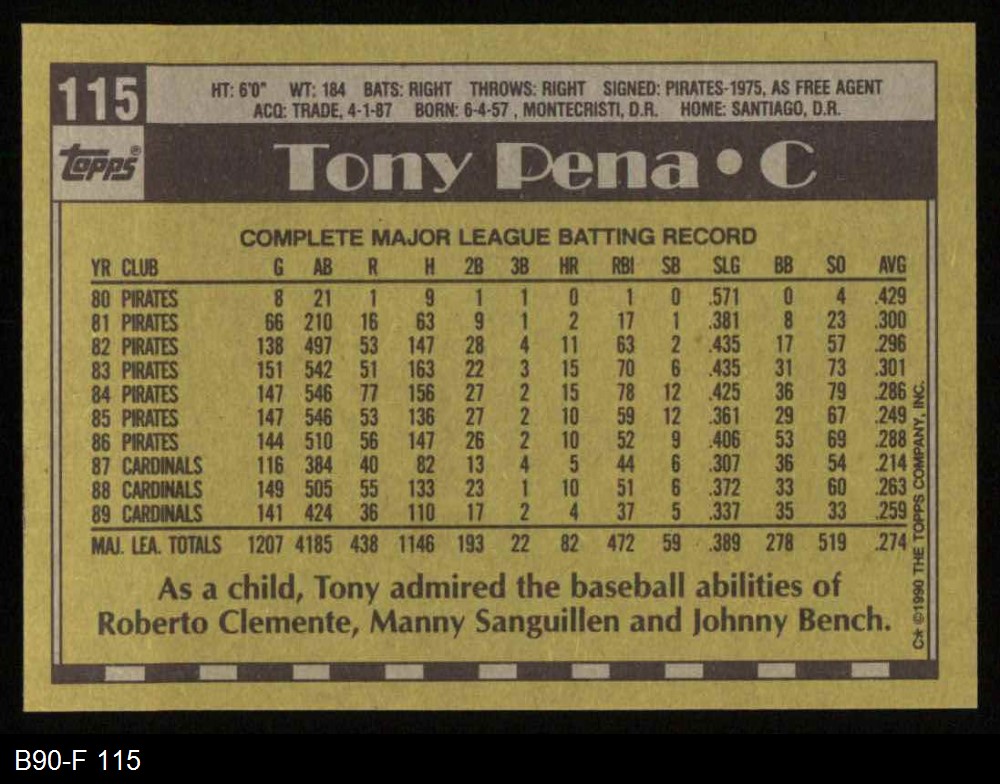 115
HT: 6'0" WT: 184 BATS: RIGHT THROWS: RIGHT SIGNED: PIRATES-1975, AS FREE AGENT
ACQ: TRADE, 4-1-87 BORN: 6-4-57 , MONTECRISTI, D.R. HOME: SANTIAGO, D.R.
Topps®
Tony Pena • C
COMPLETE MAJOR LEAGUE BATTING RECORD
YR CLUB G AB R H 2B 3B HR RBI SB SLG BB SO AVG
80 PIRATES 8 21 1 9 1 1 0 1 0 .571 0 4 .429
81 PIRATES 66 210 16 63 9 1 2 17 1 .381 8 23 .300
82 PIRATES 138 497 53 147 28 4 11 63 2 .435 17 57 .296
83 PIRATES 151 542 51 163 22 3 15 70 6 .435 31 73 .301
84 PIRATES 147 546 77 156 27 2 15 78 12 .425 36 79 .286
85 PIRATES 147 546 53 136 27 2 10 59 12 .361 29 67 .249
86 PIRATES 144 510 56 147 26 2 10 52 9 .406 53 69 .288
87 CARDINALS 116 384 40 82 13 4 5 44 6 .307 36 54 .214
88 CARDINALS 149 505 55 133 23 1 10 51 6 .372 33 60 .263
89 CARDINALS 141 424 36 110 17 2 4 37 5 .337 35 33 .259
MAJ. LEA. TOTALS 1207 4185 438 1146 193 22 82 472 59 .389 278 519 .274
As a child, Tony admired the baseball abilities of
Roberto Clemente, Manny Sanguillen and Johnny Bench.
C* ©1990 THE TOPPS COMPANY, INC.
B90-F 115